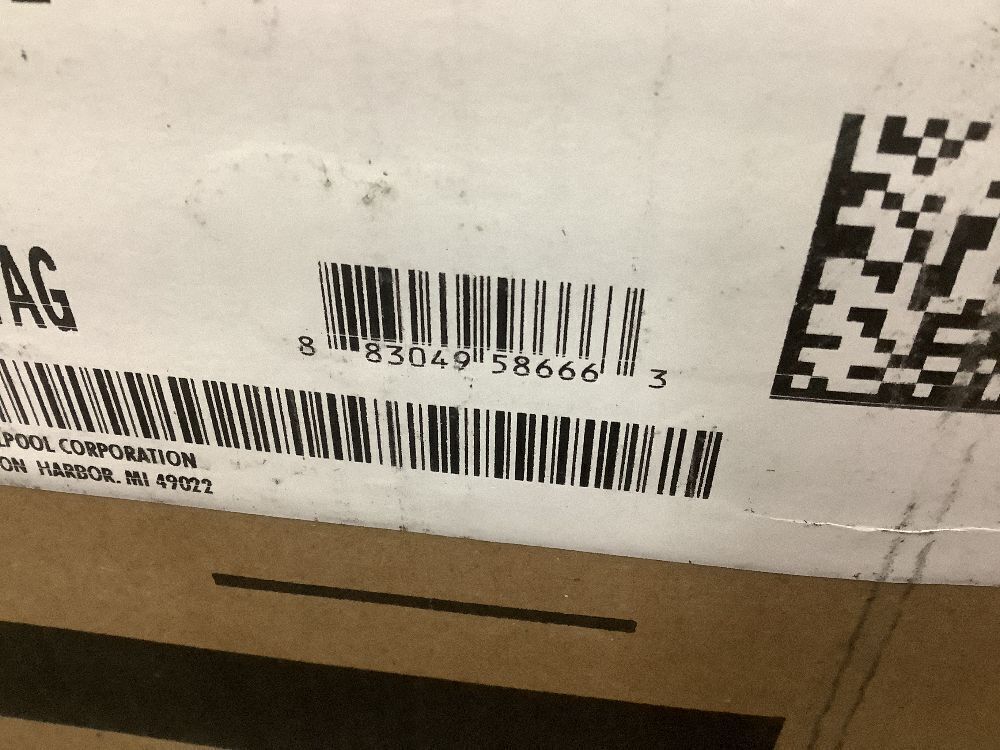 AG
8 83049 58666 3
LPOOL CORPORATION
ON HARBOR. MI 49022